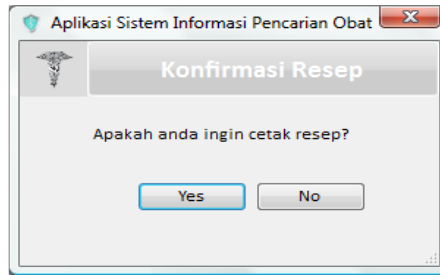 Aplikasi Sistem Informasi Pencarian Obat
Konfirmasi Resep
Apakah anda ingin cetak resep?
Yes No